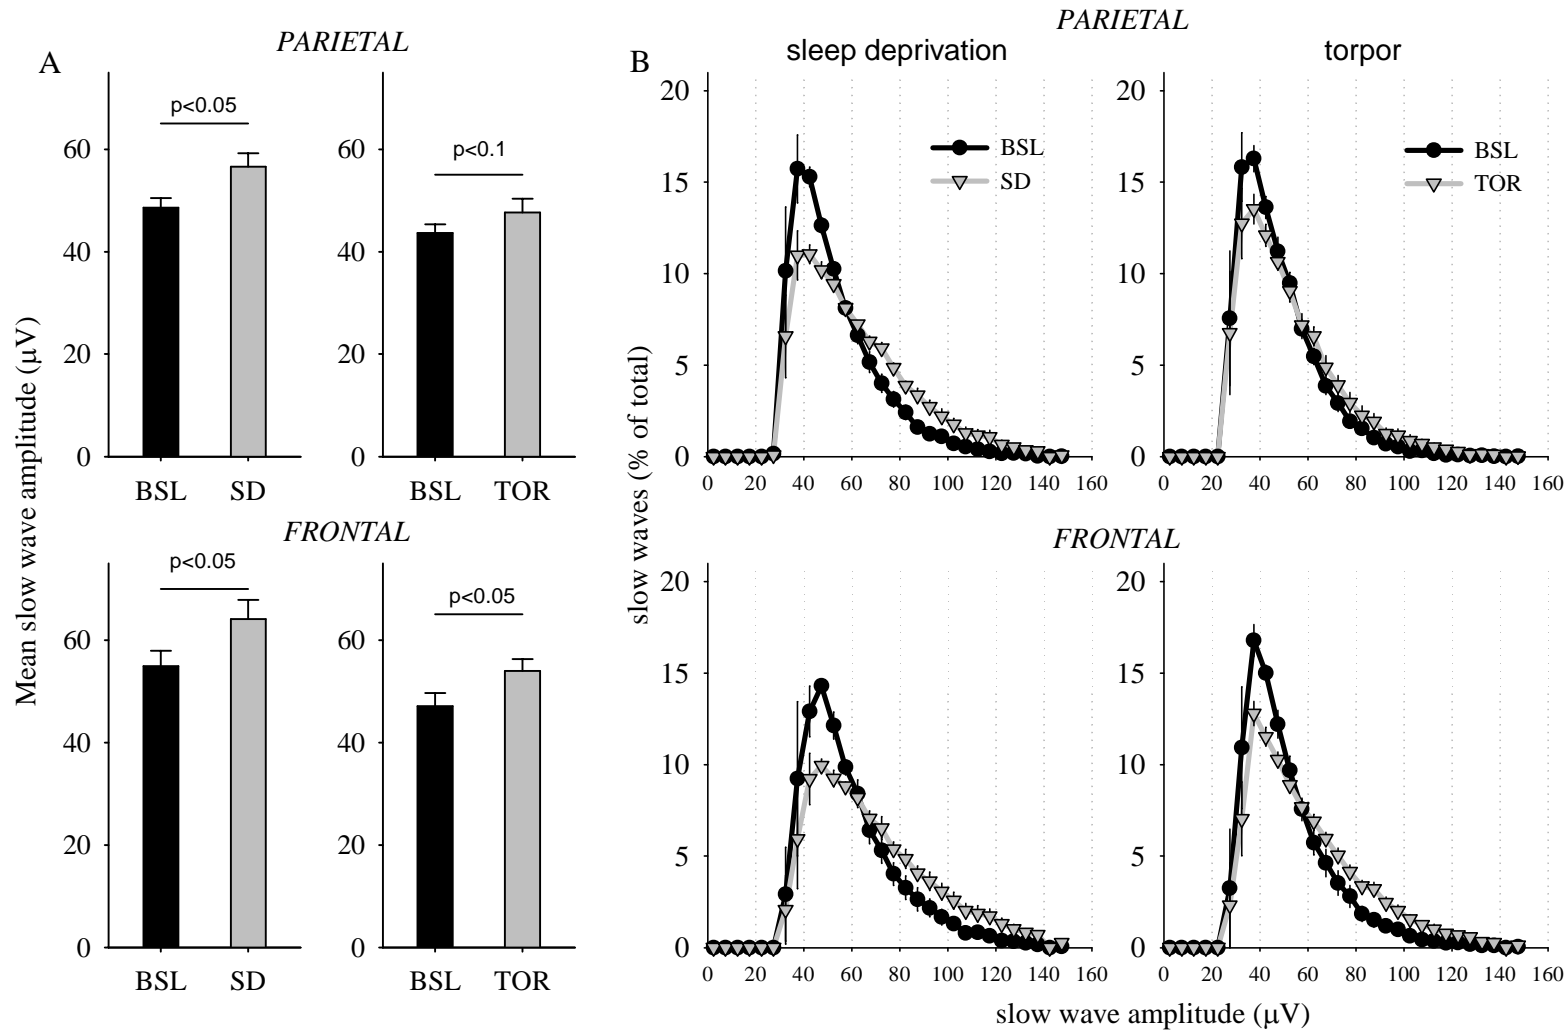 A
PARIETAL
Mean slow wave amplitude (μV)
p<0.05
60
40
20
0
BSL SD
p<0.1
60
40
20
0
BSL TOR
FRONTAL
p<0.05
60
40
20
0
BSL SD
p<0.05
60
40
20
0
BSL TOR
B
PARIETAL
sleep deprivation
torpor
slow waves (% of total)
20
15
10
5
0
BSL
SD
0 20 40 60 80 100 120 140 160
20
15
10
5
0
BSL
TOR
0 20 40 60 80 100 120 140 160
FRONTAL
20
15
10
5
0
0 20 40 60 80 100 120 140 160
20
15
10
5
0
0 20 40 60 80 100 120 140 160
slow wave amplitude (μV)